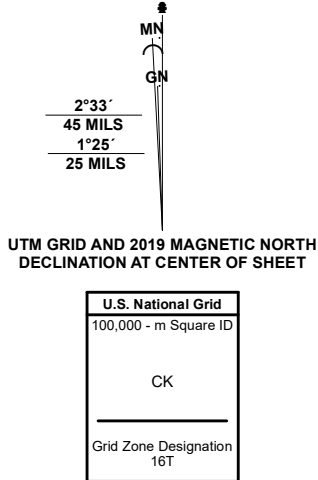 MN
GN
2°33´
45 MILS
1°25´
25 MILS
UTM GRID AND 2019 MAGNETIC NORTH
DECLINATION AT CENTER OF SHEET
U.S. National Grid
100,000 - m Square ID
CK
Grid Zone Designation
16T